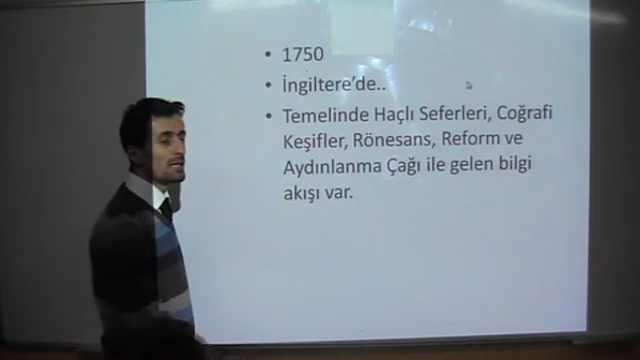 • 1750
• İngiltere'de..
• Temelinde Haçlı Seferleri, Coğrafi
Keşifler, Rönesans, Reform ve
Aydınlanma Çağı ile gelen bilgi
akışı var.